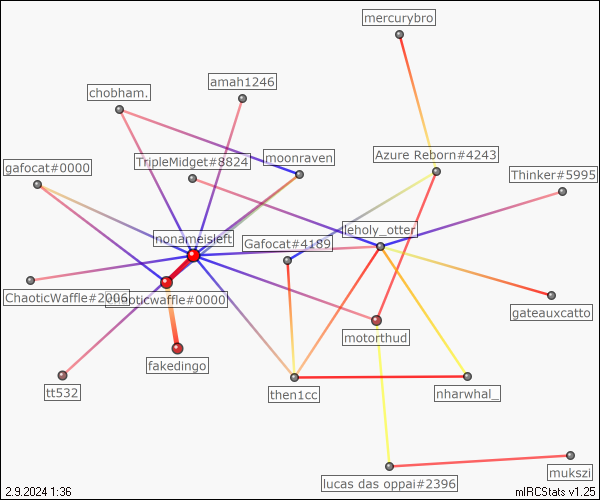 mercurybro
amah1246
chobham.
moonraven
TripleMidget#8824
Azure Reborn#4243
gafocat#0000
Thinker#5995
leholy_otter
nonameisleft
Gafocat#4189
ChaoticWaffle#2006
chaoticwaffle#0000
gateauxcatto
motorthud
fakedingo
tt532
then1cc
nharwhal_
mukszi
lucas das oppai#2396
2.9.2024 1:36
mIRCStats v1.25